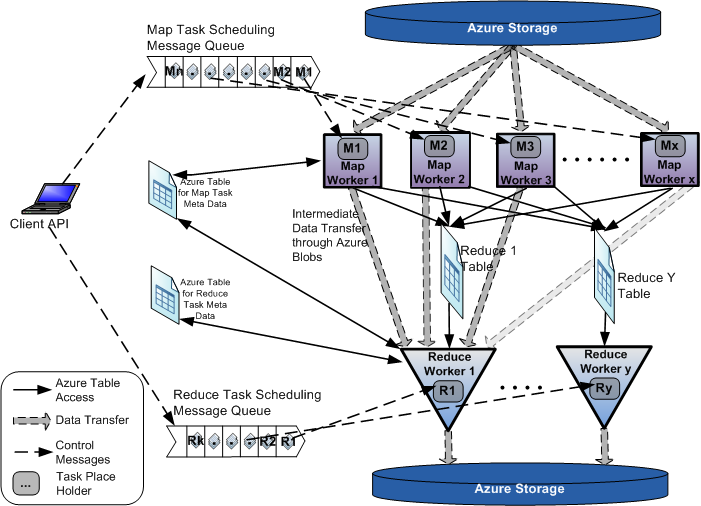 Map Task Scheduling
Message Queue
Azure Storage
Mn . . . . M2 M1
M1
Map
Worker 1
M2
Map
Worker 2
M3
Map
Worker 3
......
Mx
Map
Worker x
Azure Table
for Map Task
Meta Data
Client API
Intermediate
Data Transfer
through Azure
Blobs
Reduce 1
Table
Reduce Y
Table
Azure Table
for Reduce
Task Meta
Data
Reduce
Worker 1
R1
....
Reduce
Worker y
Ry
Reduce Task Scheduling
Message Queue
Rk . . . R2 R1
Azure Table
Access
Data Transfer
Control
Messages
...
Task Place
Holder
Azure Storage